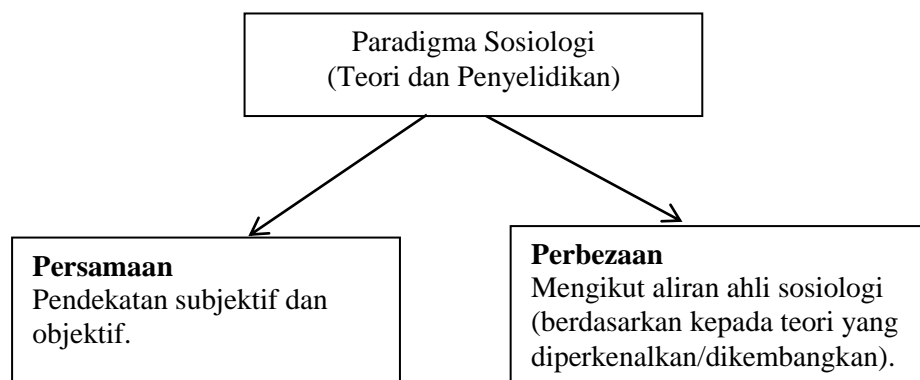 Paradigma Sosiologi
(Teori dan Penyelidikan)
Persamaan
Pendekatan subjektif dan
objektif.
Perbezaan
Mengikut aliran ahli sosiologi
(berdasarkan kepada teori yang
diperkenalkan/dikembangkan).